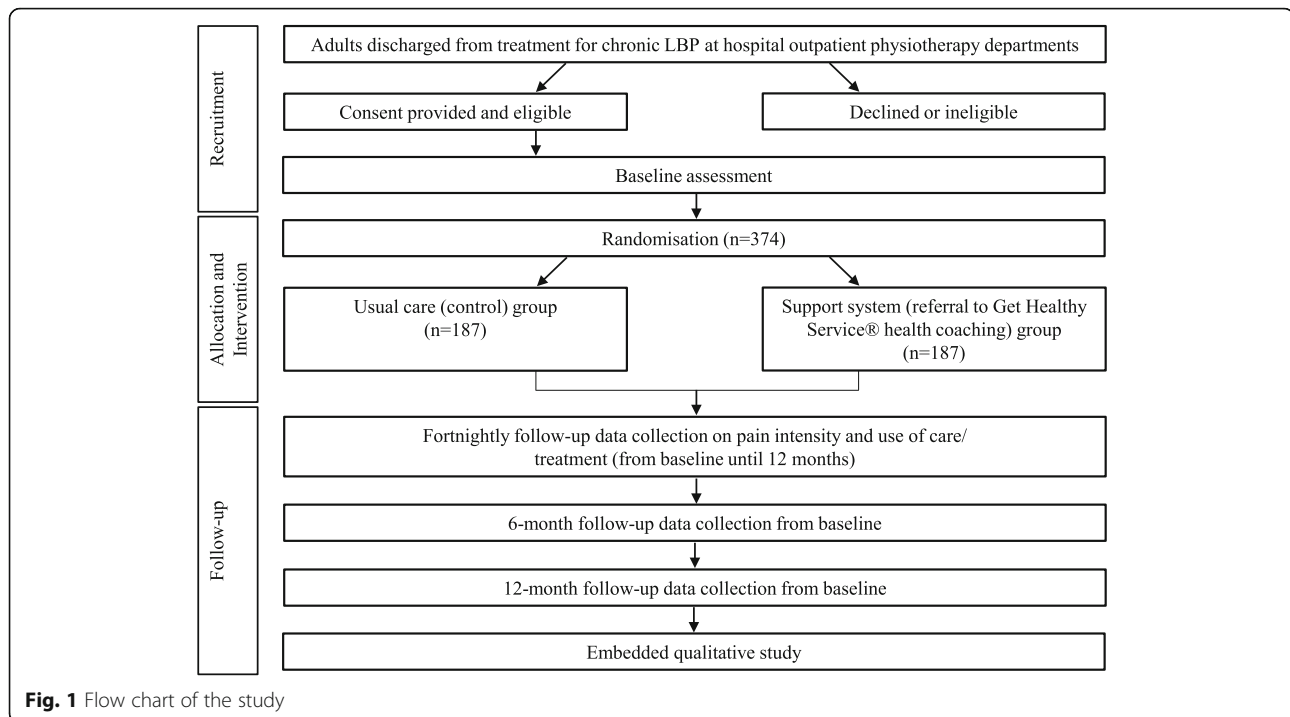 Recruitment
Adults discharged from treatment for chronic LBP at hospital outpatient physiotherapy departments
Consent provided and eligible
Declined or ineligible
Baseline assessment
Allocation and
Intervention
Randomisation (n=374)
Usual care (control) group
(n=187)
Support system (referral to Get Healthy
Service® health coaching) group
(n=187)
Follow-up
Fortnightly follow-up data collection on pain intensity and use of care/
treatment (from baseline until 12 months)
6-month follow-up data collection from baseline
12-month follow-up data collection from baseline
Embedded qualitative study
Fig. 1 Flow chart of the study